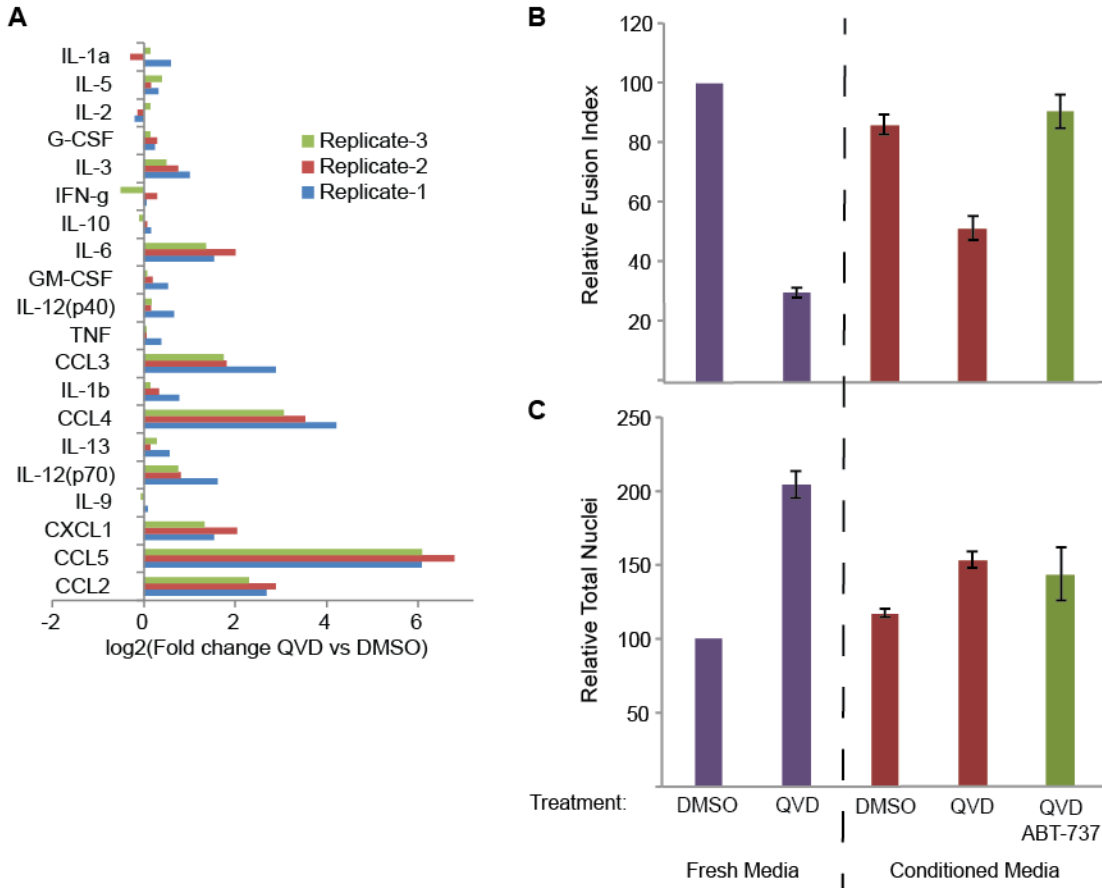 A
IL-1a
IL-5
IL-2
G-CSF
IL-3
IFN-g
IL-10
IL-6
GM-CSF
IL-12(p40)
TNF
CCL3
IL-1b
CCL4
IL-13
IL-12(p70)
IL-9
CXCL1
CCL5
CCL2
Replicate-3
Replicate-2
Replicate-1
-2
0
2
4
6
log2(Fold change QVD vs DMSO)
B
Relative Fusion Index
120
100
80
60
40
20
C
Relative Total Nuclei
250
200
150
100
50
Treatment:
DMSO
QVD
DMSO
QVD
QVD
ABT-737
Fresh Media
Conditioned Media